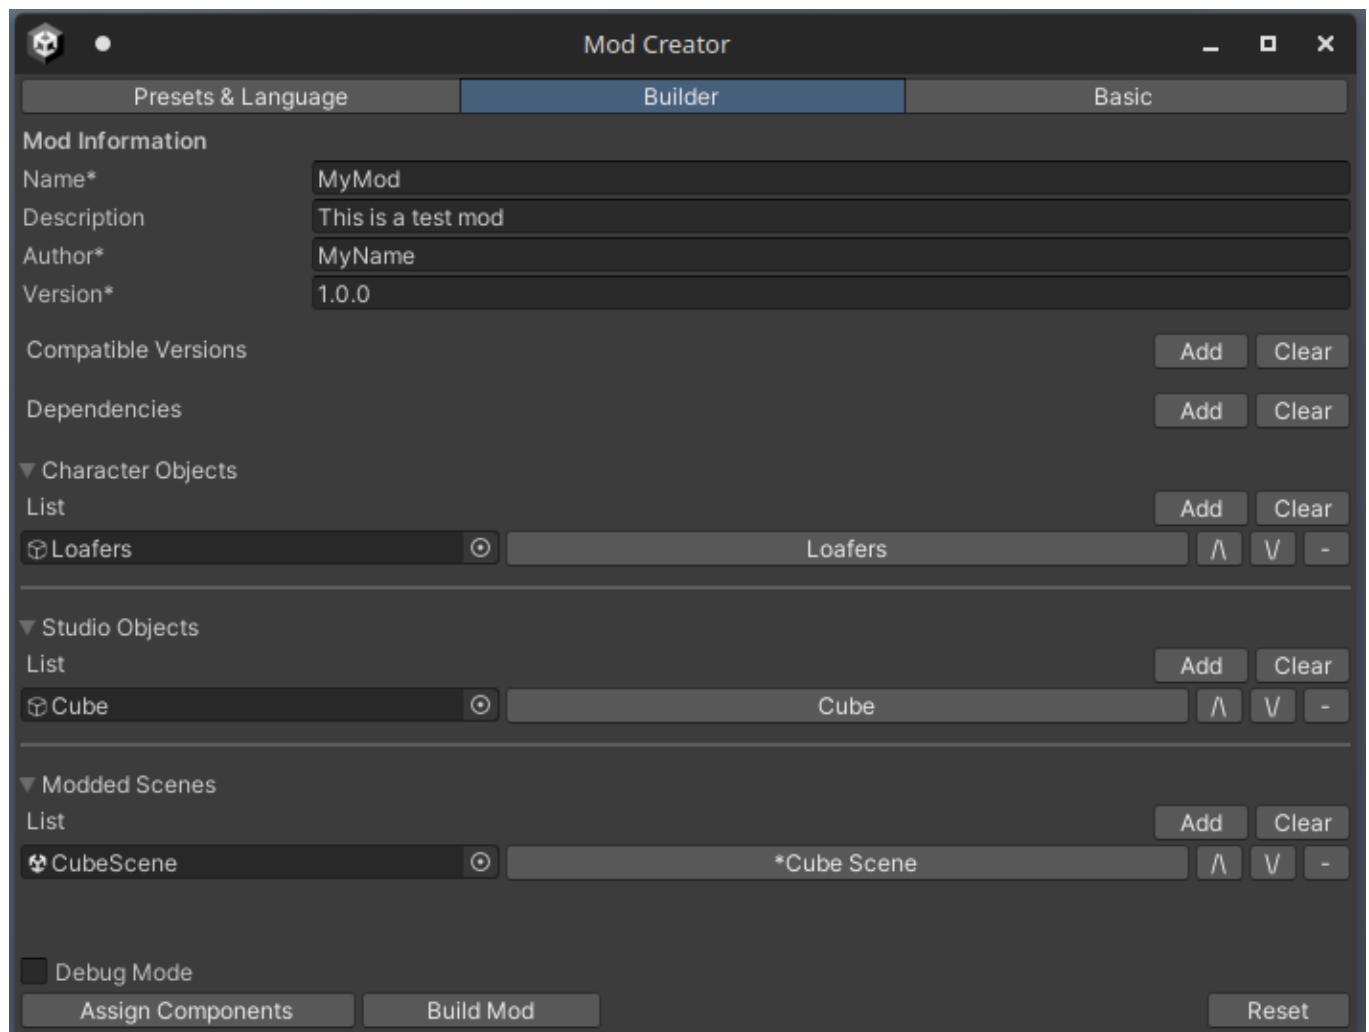 Mod Creator
Presets & Language Builder Basic
Mod Information
Name* MyMod
Description This is a test mod
Author* MyName
Version* 1.0.0
Compatible Versions Add Clear
Dependencies Add Clear
Character Objects
List Add Clear
Loafers Loafers /\ \/ -
Studio Objects
List Add Clear
Cube Cube /\ \/ -
Modded Scenes
List Add Clear
CubeScene *Cube Scene /\ \/ -
Debug Mode
Assign Components Build Mod Reset